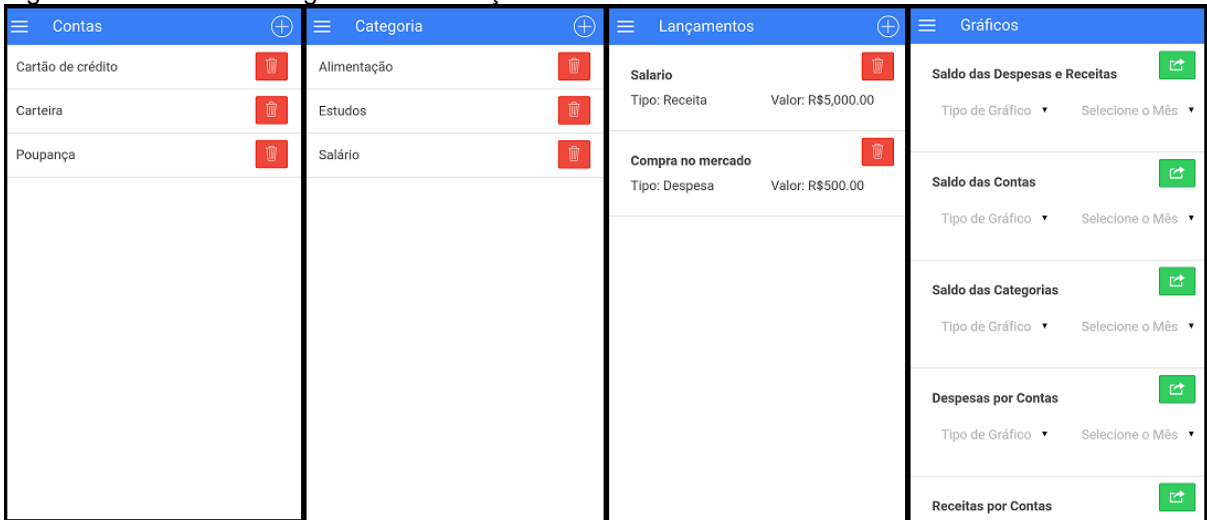 Contas
Cartão de crédito
Carteira
Poupança
Categoria
Alimentação
Estudos
Salário
Lançamentos
Salario
Tipo: Receita Valor: R$5,000.00
Compra no mercado
Tipo: Despesa Valor: R$500.00
Gráficos
Saldo das Despesas e Receitas
Tipo de Gráfico Selecione o Mês
Saldo das Contas
Tipo de Gráfico Selecione o Mês
Saldo das Categorias
Tipo de Gráfico Selecione o Mês
Despesas por Contas
Tipo de Gráfico Selecione o Mês
Receitas por Contas